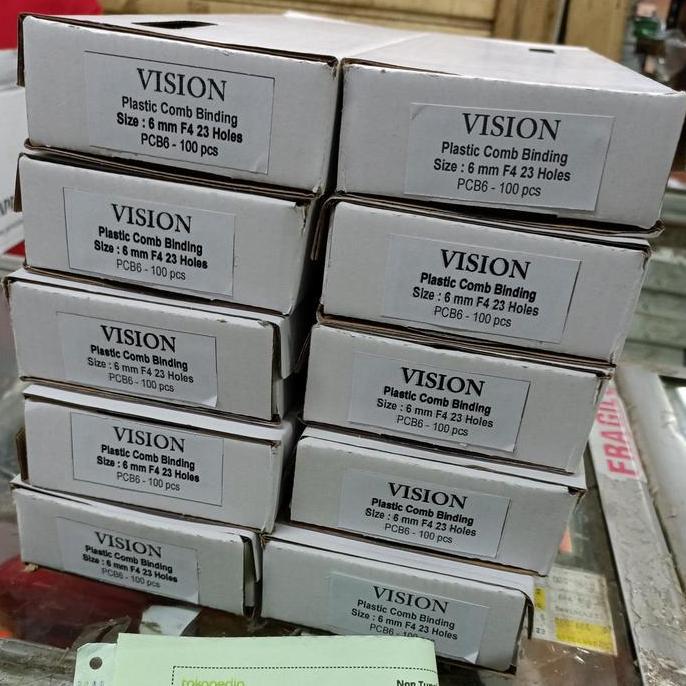 VISION
Plastic Comb Binding
Size : 6 mm F4 23 Holes
PCB6 - 100 pcs
VISION
Plastic Comb Binding
Size : 6 mm F4 23 Holes
PCB6 - 100 pcs
VISION
Plastic Comb Binding
Size : 6 mm F4 23 Holes
PCB6 - 100 pcs
VISION
Plastic Comb Binding
Size : 6 mm F4 23 Holes
PCB6 - 100 pcs
VISION
Plastic Comb Binding
Size : 6 mm F4 23 Holes
PCB6 - 100 pcs
VISION
Plastic Comb Binding
Size : 6 mm F4 23 Holes
PCB6 - 100 pcs
VISION
Plastic Comb Binding
Size : 6 mm F4 23 Holes
PCB6 - 100 pcs
VISION
Plastic Comb Binding
Size : 6 mm F4 23 Holes
PCB6 - 100 pcs
VISION
Plastic Comb Binding
Size : 6 mm F4 23 Holes
PCB6 - 100 pcs
VISION
Plastic Comb Binding
Size : 6 mm F4 23 Holes
PCB6 - 100 pcs
FRAGIL
tokopedia
Non Tun